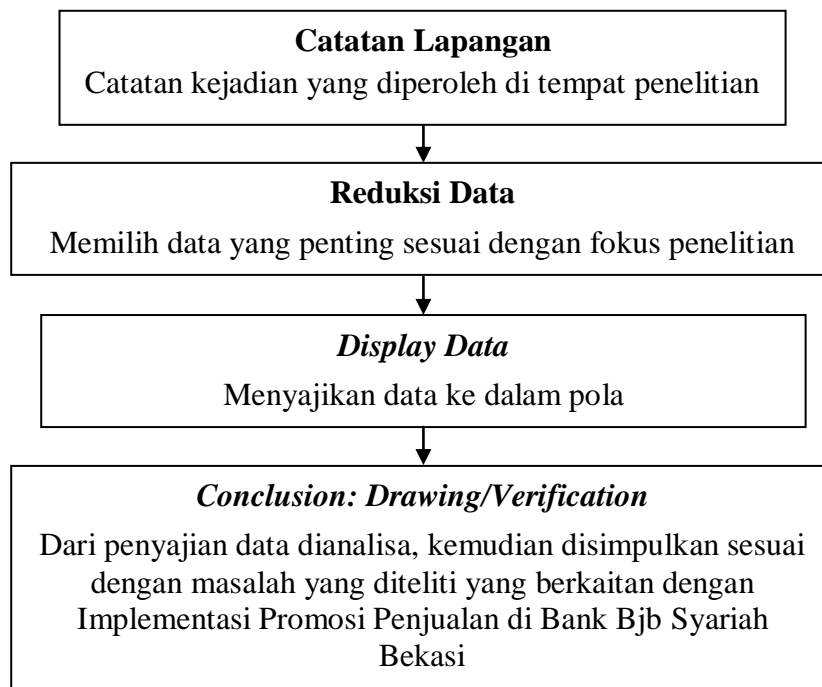 Catatan Lapangan
Catatan kejadian yang diperoleh di tempat penelitian
Reduksi Data
Memilih data yang penting sesuai dengan fokus penelitian
Display Data
Menyajikan data ke dalam pola
Conclusion: Drawing/Verification
Dari penyajian data dianalisa, kemudian disimpulkan sesuai
dengan masalah yang diteliti yang berkaitan dengan
Implementasi Promosi Penjualan di Bank Bjb Syariah
Bekasi